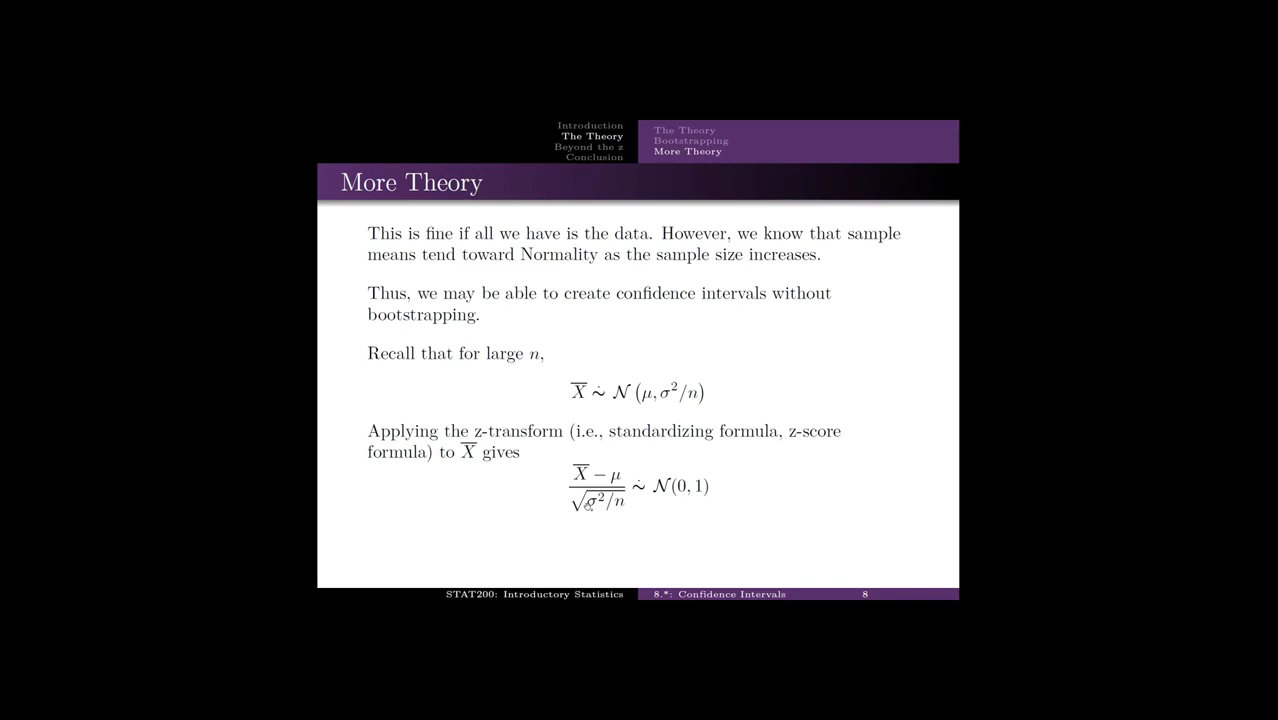 Introduction
The Theory
Beyond the z
Conclusion
The Theory
Bootstrapping
More Theory
More Theory
This is fine if all we have is the data. However, we know that sample
means tend toward Normality as the sample size increases.
Thus, we may be able to create confidence intervals without
bootstrapping.
Recall that for large n,
X̅ ∼̇ 𝒩 (μ, σ²/n)
Applying the z-transform (i.e., standardizing formula, z-score
formula) to X̅ gives
X̅ − μ
√σ²/n ∼̇ 𝒩(0, 1)
STAT200: Introductory Statistics
8.*: Confidence Intervals
8